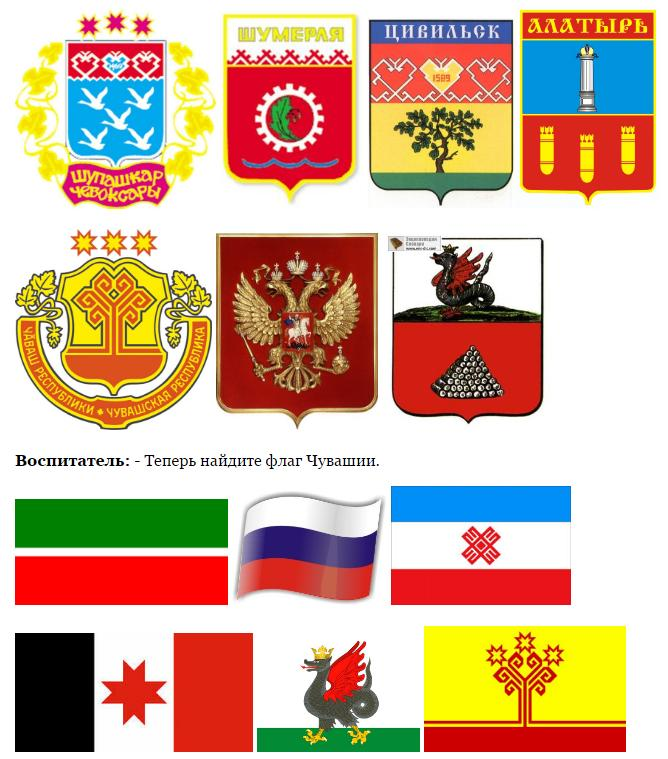 ШУМЕРЛЯ
ЦИВИЛЬСК
АЛАТЫРЬ
1589
ШУПАШКАР
ЧЕБОКСАРЫ
ЧӐВАШ РЕСПУБЛИКИ ✦ ЧУВАШСКАЯ РЕСПУБЛИКА
Воспитатель: - Теперь найдите флаг Чувашии.